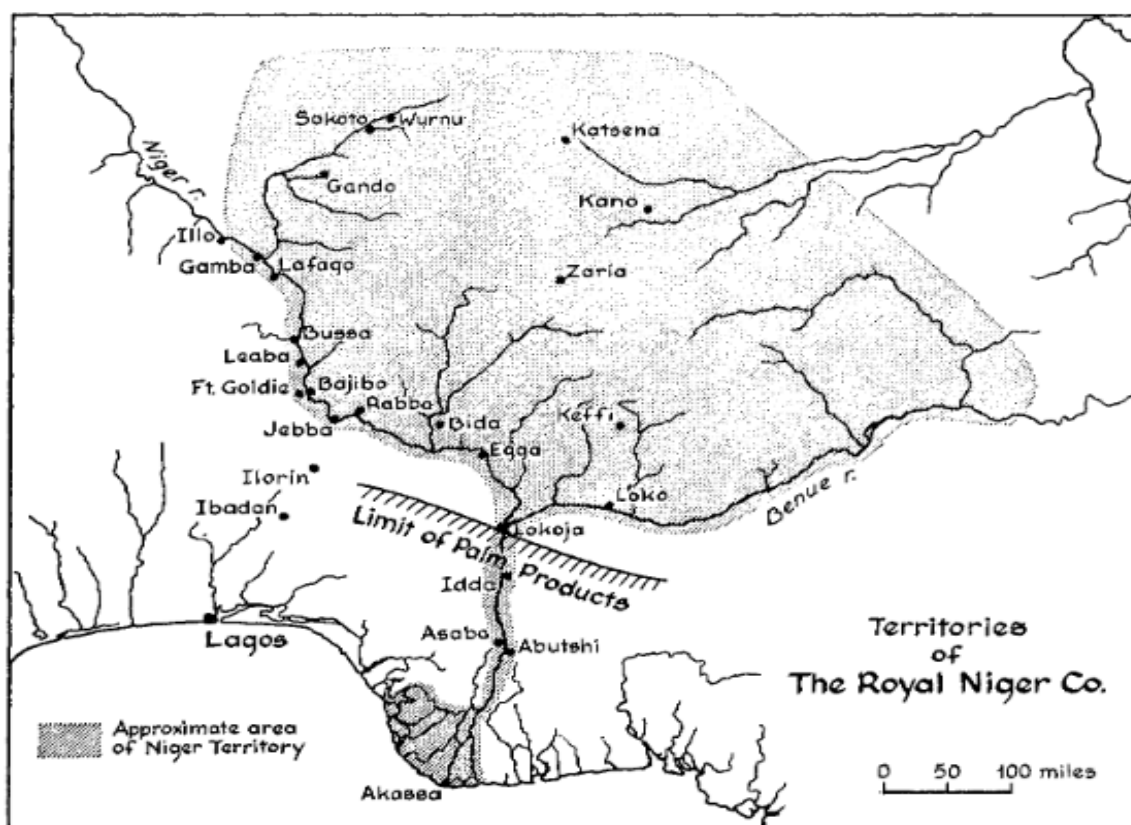 Niger r.
Sokoto
Wurnu
Gando
Katsena
Kano
Zaria
Illo
Gamba
Lafago
Bussa
Leaba
Ft. Goldie
Bajibo
Rabba
Jebba
Bida
Egga
Keffi
Loko
Benue r.
Ilorin
Ibadan
Lokoja
Limit of Palm Products
Idda
Asaba
Abutshi
Lagos
Akassa
Approximate area
of Niger Territory
Territories
of
The Royal Niger Co.
0 50 100 miles